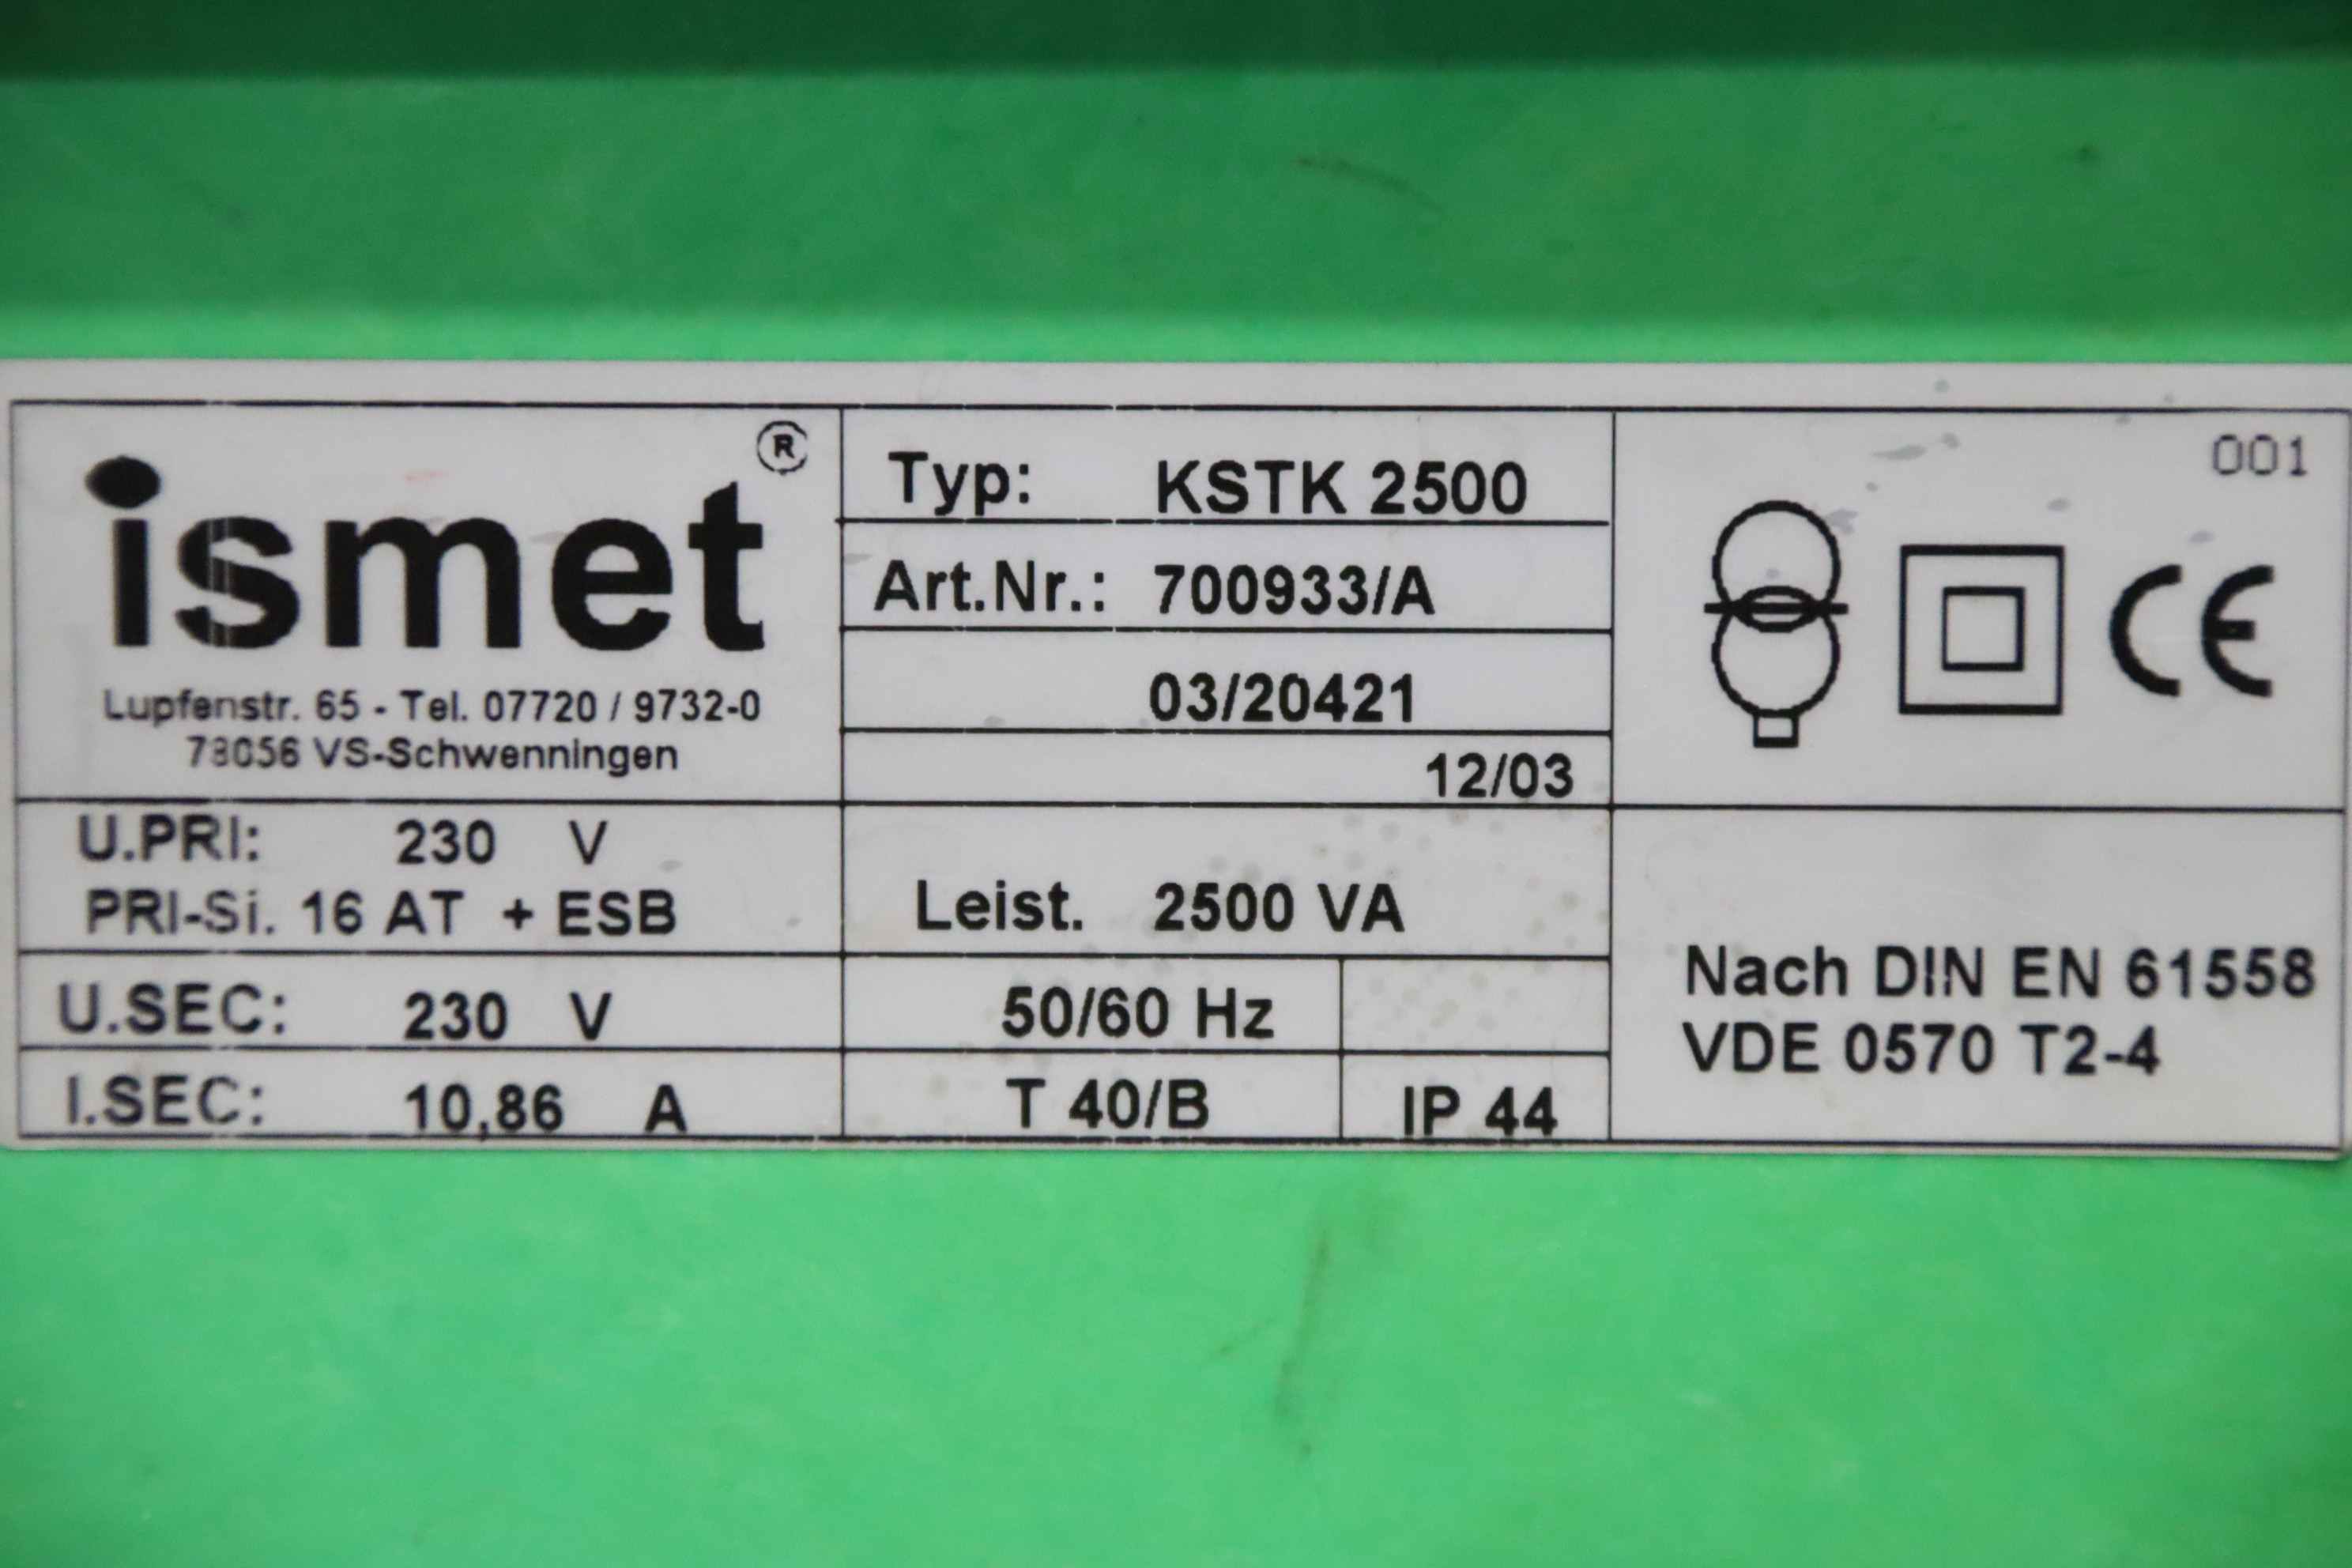 ismet ®
Lupfenstr. 65 - Tel. 07720 / 9732-0
78056 VS-Schwenningen
Typ: KSTK 2500
Art.Nr.: 700933/A
03/20421
12/03
001
CE
U.PRI: 230 V
PRI-Si. 16 AT + ESB
Leist. 2500 VA
U.SEC: 230 V
50/60 Hz
I.SEC: 10,86 A
T 40/B
IP 44
Nach DIN EN 61558
VDE 0570 T2-4